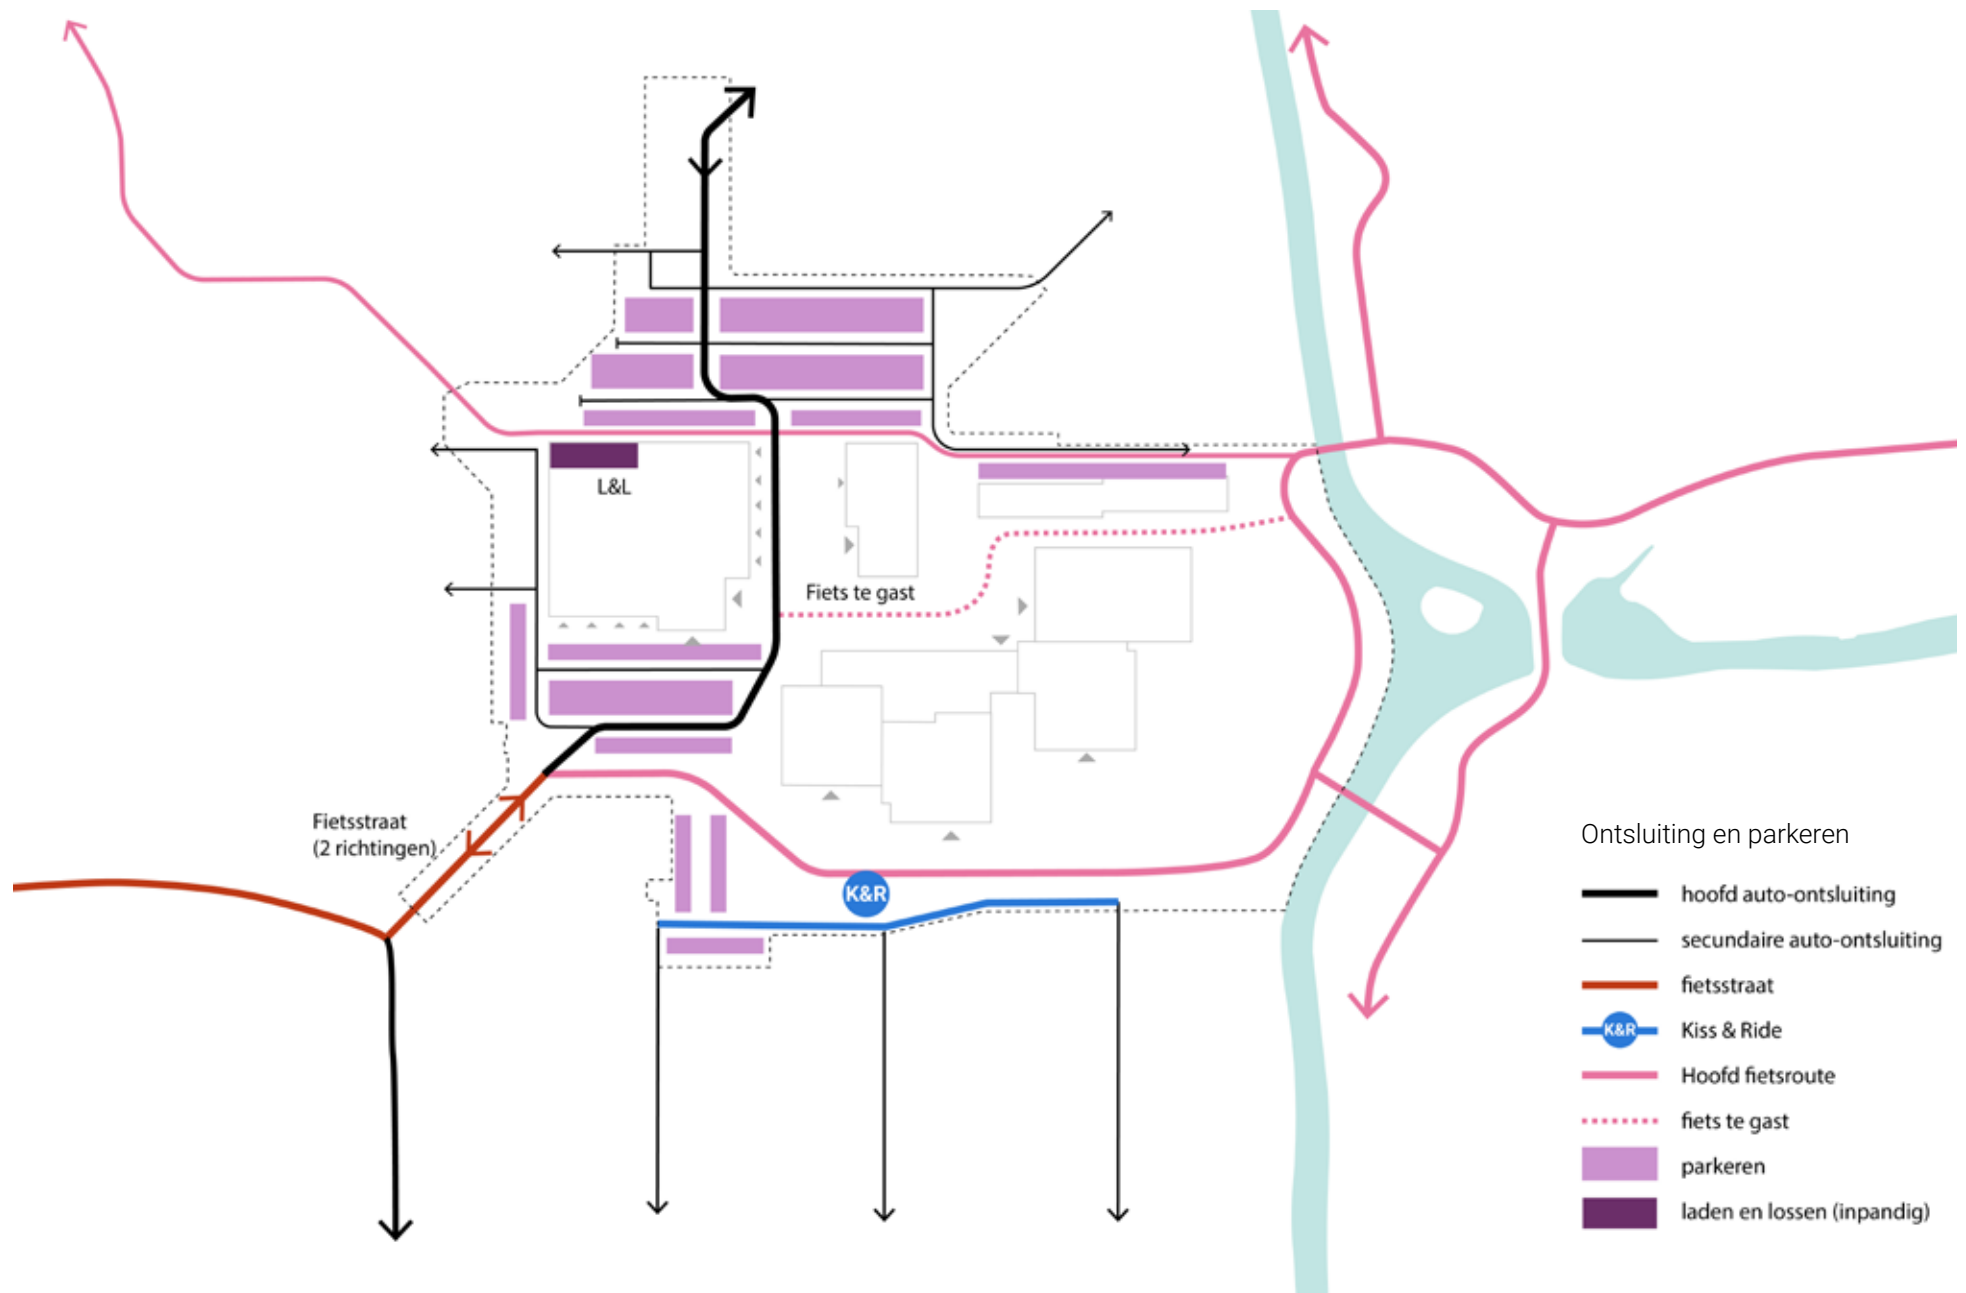 L&L
Fiets te gast
Fietsstraat
(2 richtingen)
K&R
Ontsluiting en parkeren
hoofd auto-ontsluiting
secundaire auto-ontsluiting
fietsstraat
K&R Kiss & Ride
Hoofd fietsroute
fiets te gast
parkeren
laden en lossen (inpandig)